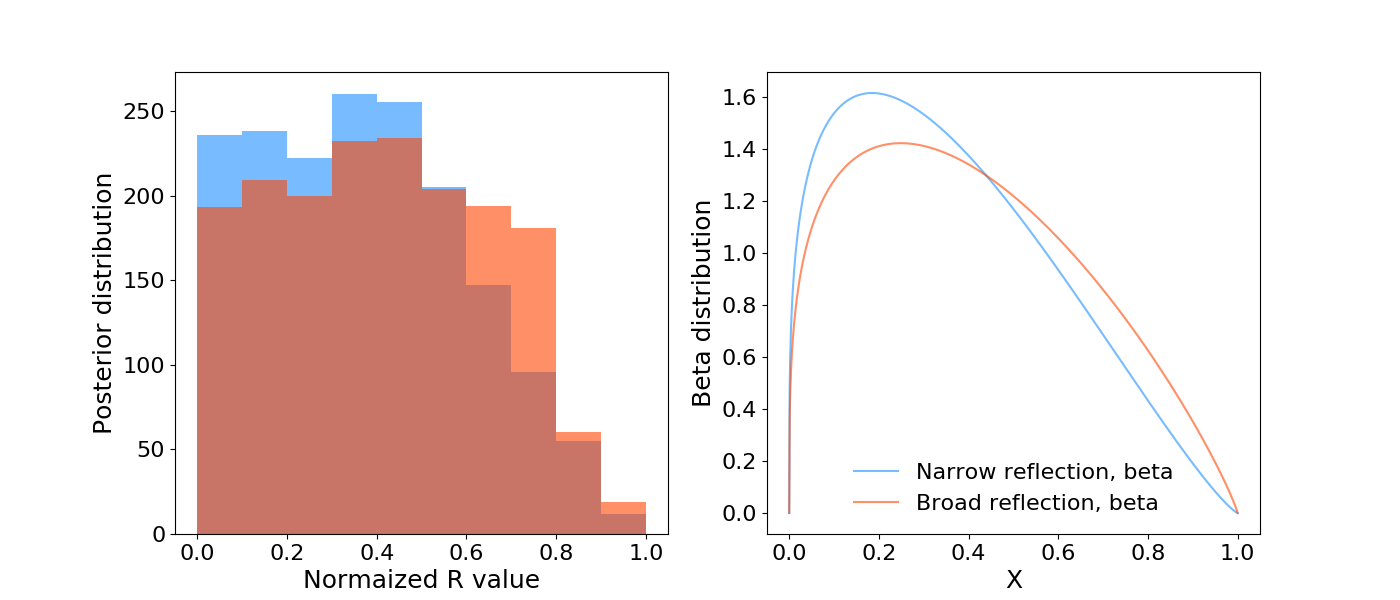 Posterior distribution
250
200
150
100
50
0
0.0 0.2 0.4 0.6 0.8 1.0
Normaized R value
Beta distribution
1.6
1.4
1.2
1.0
0.8
0.6
0.4
0.2
0.0
Narrow reflection, beta
Broad reflection, beta
0.0 0.2 0.4 0.6 0.8 1.0
X